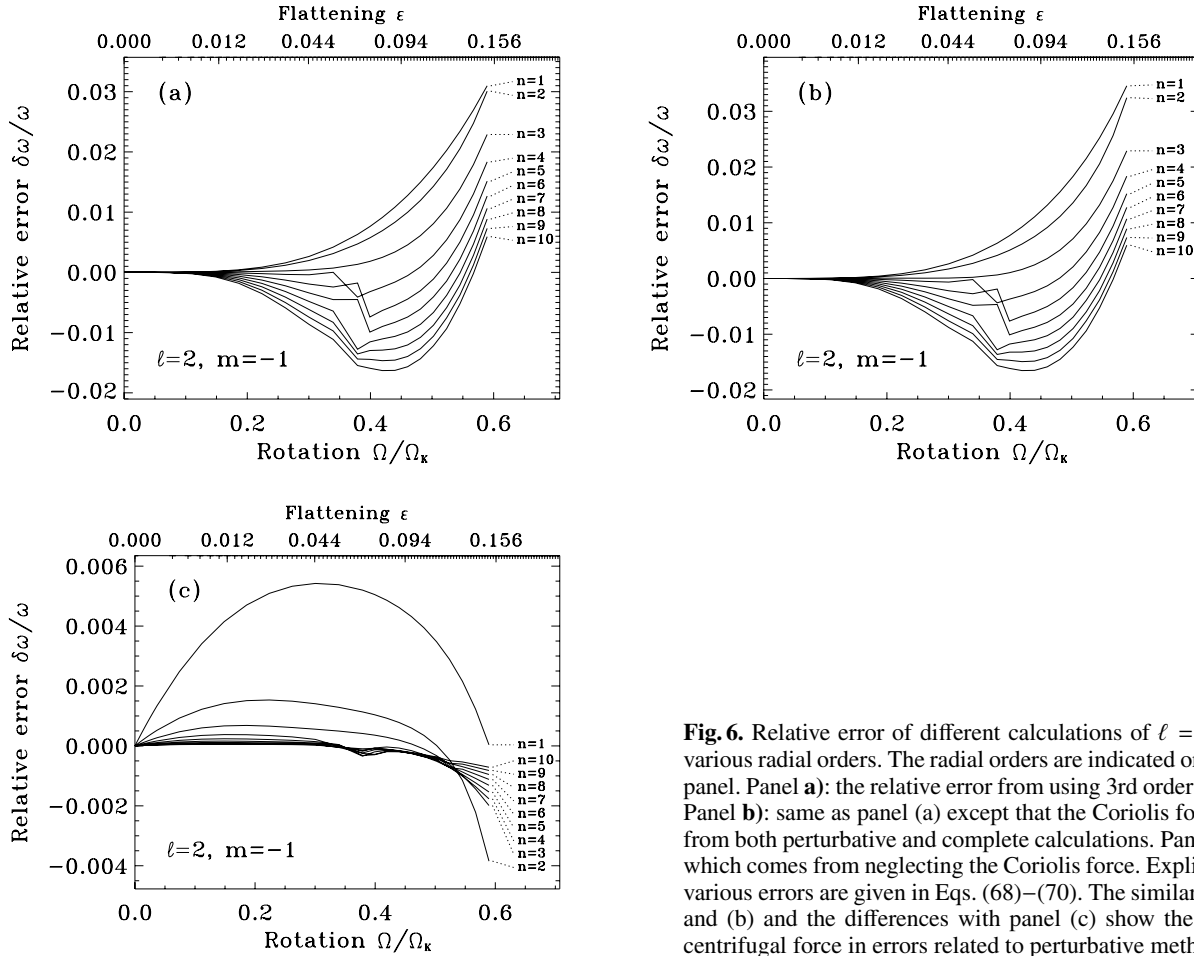 Flattening ε
0.000 0.012 0.044 0.094 0.156
(a)
Relative error δω/ω
0.03
0.02
0.01
0.00
−0.01
−0.02
n=1
n=2
n=3
n=4
n=5
n=6
n=7
n=8
n=9
n=10
ℓ=2, m=−1
0.0 0.2 0.4 0.6
Rotation Ω/Ω_K
Flattening ε
0.000 0.012 0.044 0.094 0.156
(b)
Relative error δω/ω
0.03
0.02
0.01
0.00
−0.01
−0.02
n=1
n=2
n=3
n=4
n=5
n=6
n=7
n=8
n=9
n=10
ℓ=2, m=−1
0.0 0.2 0.4 0.6
Rotation Ω/Ω_K
Flattening ε
0.000 0.012 0.044 0.094 0.156
(c)
Relative error δω/ω
0.006
0.004
0.002
0.000
−0.002
−0.004
n=1
n=10
n=9
n=8
n=7
n=6
n=5
n=4
n=3
n=2
ℓ=2, m=−1
0.0 0.2 0.4 0.6
Rotation Ω/Ω_K
Fig. 6. Relative error of different calculations of ℓ =
various radial orders. The radial orders are indicated or
panel. Panel a): the relative error from using 3rd order
Panel b): same as panel (a) except that the Coriolis fo
from both perturbative and complete calculations. Pan
which comes from neglecting the Coriolis force. Expli
various errors are given in Eqs. (68)−(70). The similar
and (b) and the differences with panel (c) show the
centrifugal force in errors related to perturbative meth